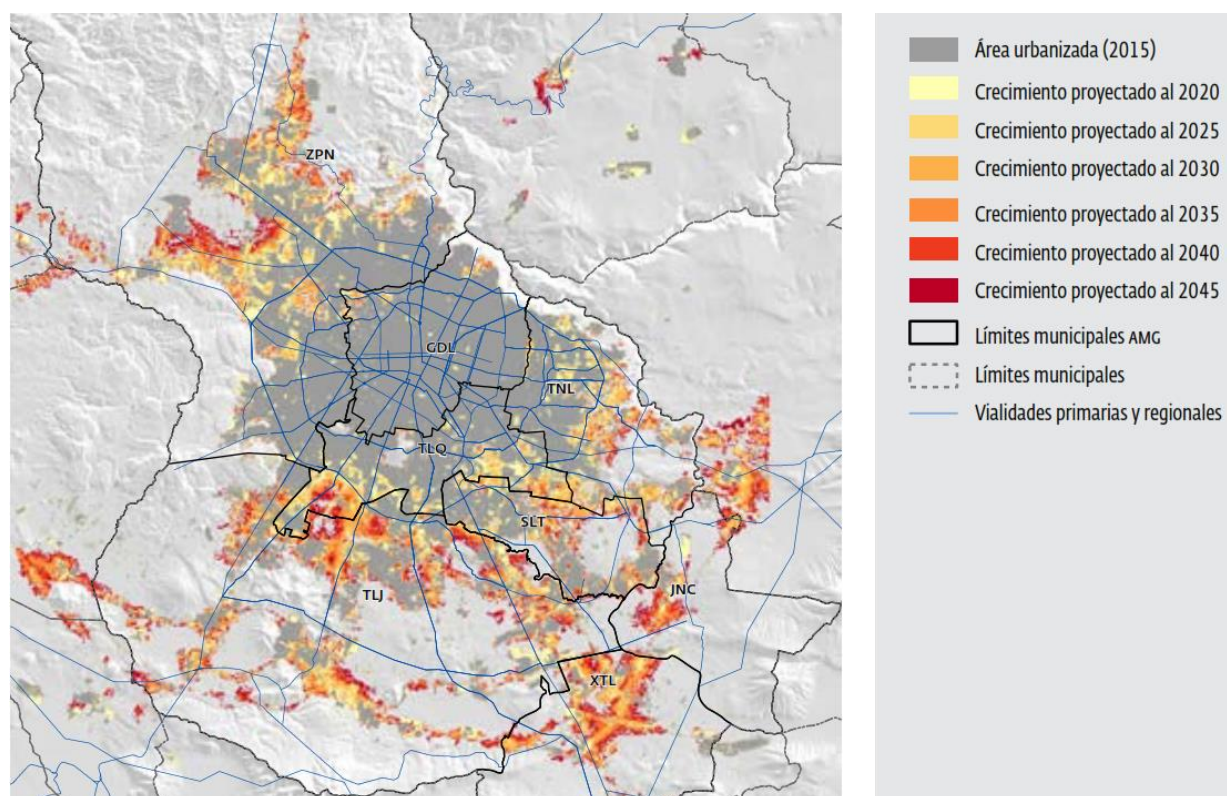 ZPN
GDL
TNL
TLQ
SLT
TLJ
JNC
XTL
Área urbanizada (2015)
Crecimiento proyectado al 2020
Crecimiento proyectado al 2025
Crecimiento proyectado al 2030
Crecimiento proyectado al 2035
Crecimiento proyectado al 2040
Crecimiento proyectado al 2045
Límites municipales AMG
Límites municipales
Vialidades primarias y regionales